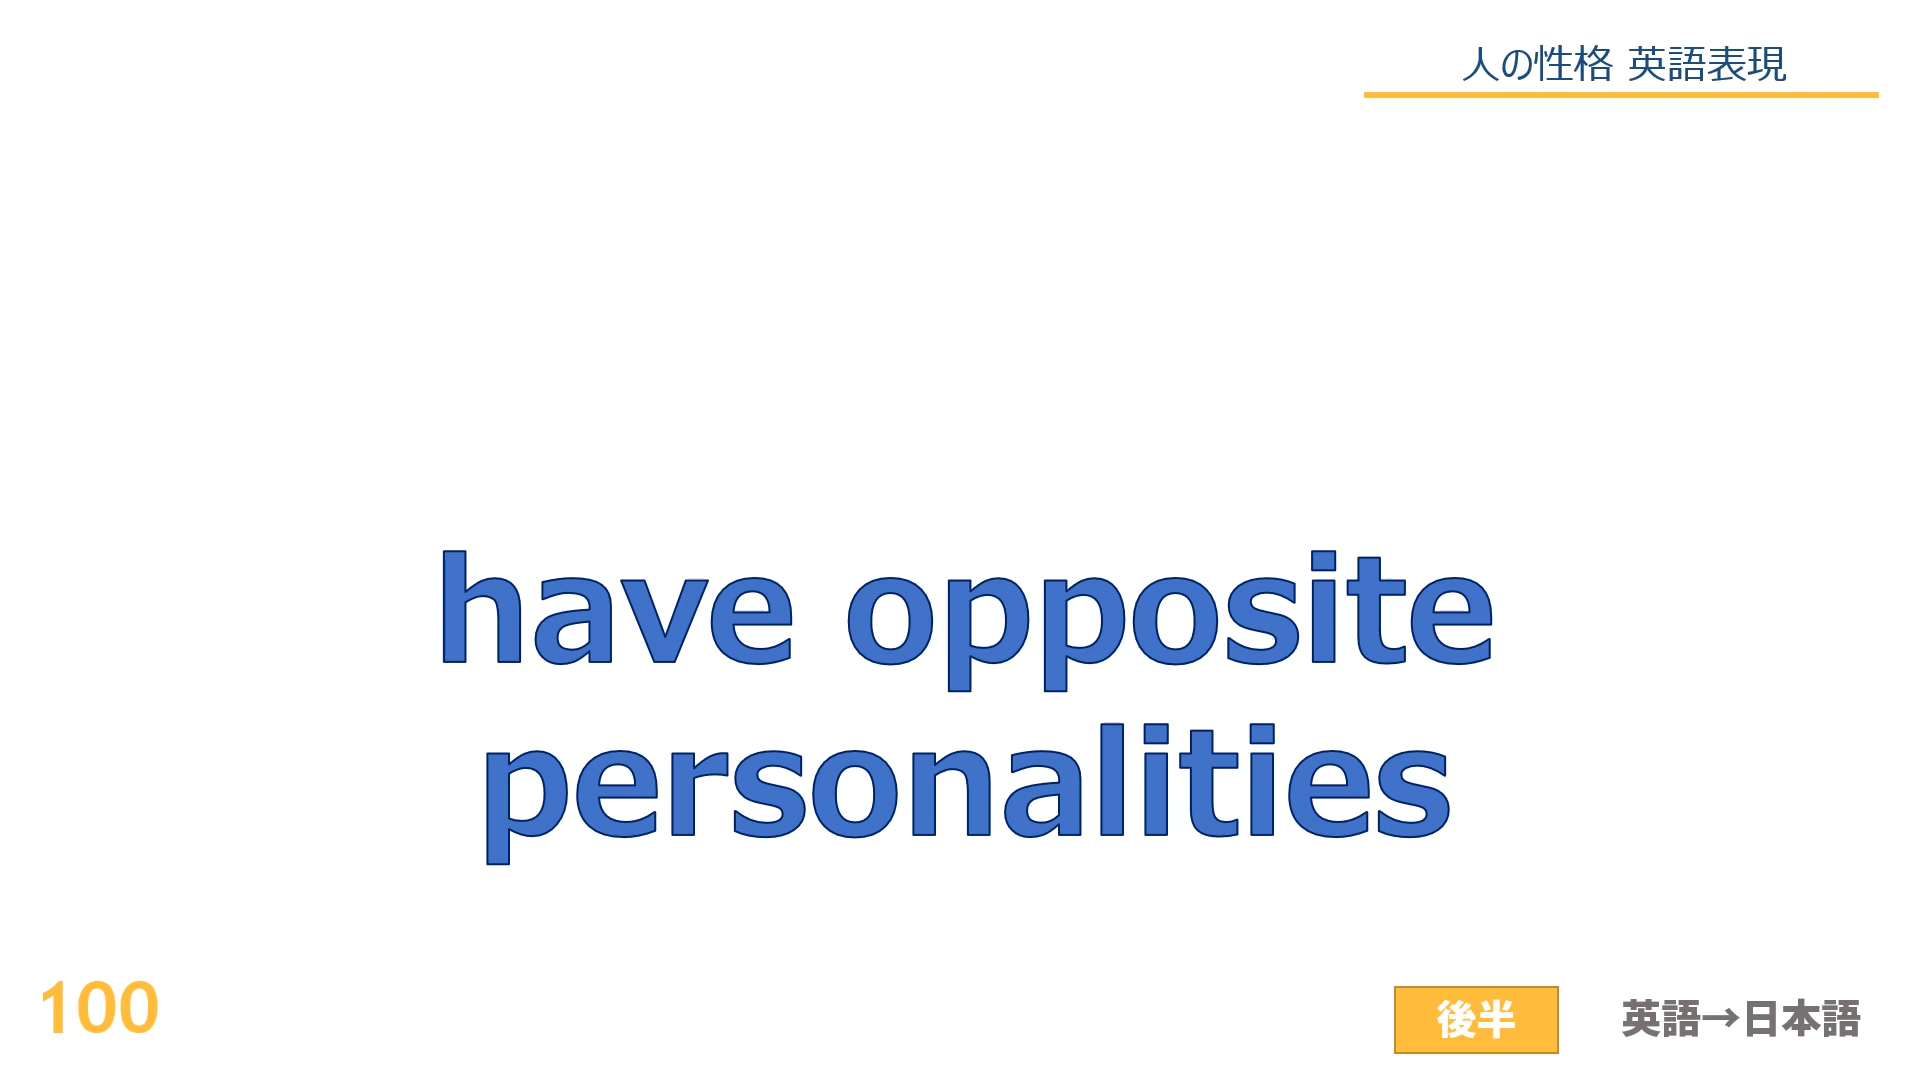 人の性格 英語表現
have opposite
personalities
100
後半
英語→日本語